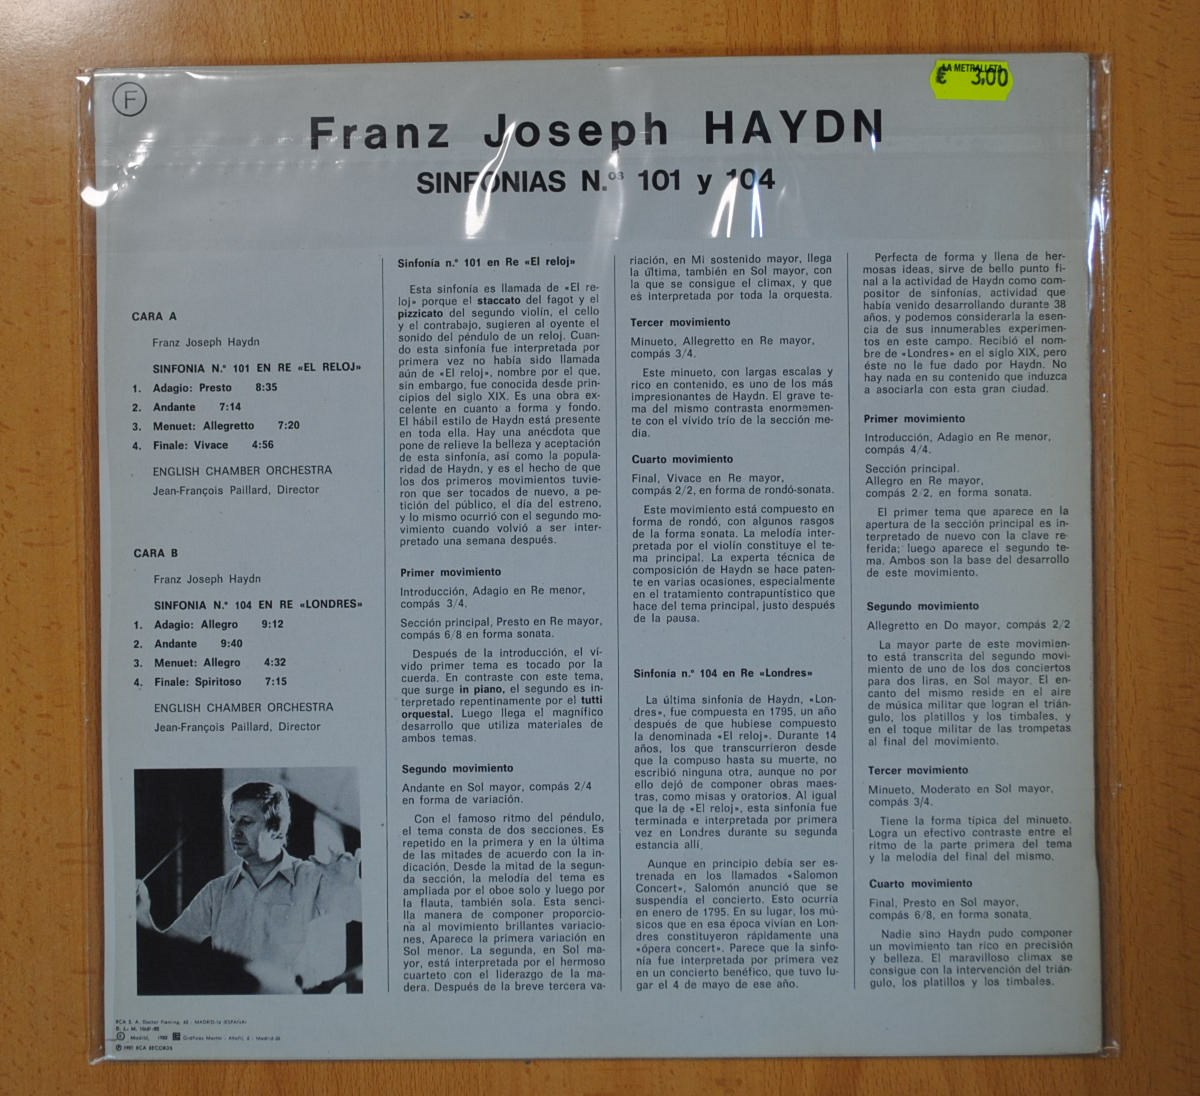 F
LA METRALLETA
€ 3,00
Franz Joseph HAYDN
SINFONIAS N.os 101 y 104
CARA A
Franz Joseph Haydn
SINFONIA N.° 101 EN RE «EL RELOJ»
1. Adagio: Presto 8:35
2. Andante 7:14
3. Menuet: Allegretto 7:20
4. Finale: Vivace 4:56
ENGLISH CHAMBER ORCHESTRA
Jean-François Paillard, Director
CARA B
Franz Joseph Haydn
SINFONIA N.° 104 EN RE «LONDRES»
1. Adagio: Allegro 9:12
2. Andante 9:40
3. Menuet: Allegro 4:32
4. Finale: Spiritoso 7:15
ENGLISH CHAMBER ORCHESTRA
Jean-François Paillard, Director
RCA S. A. Doctor Fleming, 43 - MADRID-16 (ESPAÑA)
D. L. M.
Madrid, 1982 Gráficas
℗ 1981 RCA RECORDS
Sinfonía n.° 101 en Re «El reloj»
Esta sinfonía es llamada de «El re-
loj» porque el staccato del fagot y el
pizzicato del segundo violín, el cello
y el contrabajo, sugieren al oyente el
sonido del péndulo de un reloj. Cuan-
do esta sinfonía fue interpretada por
primera vez no había sido llamada
aún de «El reloj», nombre por el que,
sin embargo, fue conocida desde prin-
cipios del siglo XIX. Es una obra ex-
celente en cuanto a forma y fondo.
El hábil estilo de Haydn está presente
en toda ella. Hay una anécdota que
pone de relieve la belleza y aceptación
de esta sinfonía, así como la popula-
ridad de Haydn, y es el hecho de que
los dos primeros movimientos tuvie-
ron que ser tocados de nuevo, a pe-
tición del público, el día del estreno,
y lo mismo ocurrió con el segundo mo-
vimiento cuando volvió a ser inter-
pretado una semana después.
Primer movimiento
Introducción, Adagio en Re menor,
compás 3/4.
Sección principal, Presto en Re mayor,
compás 6/8 en forma sonata.
Después de la introducción, el ví-
vido primer tema es tocado por la
cuerda. En contraste con este tema,
que surge in piano, el segundo es in-
terpretado repentinamente por el tutti
orquestal. Luego llega el magnífico
desarrollo que utiliza materiales de
ambos temas.
Segundo movimiento
Andante en Sol mayor, compás 2/4
en forma de variación.
Con el famoso ritmo del péndulo,
el tema consta de dos secciones. Es
repetido en la primera y en la última
de las mitades de acuerdo con la in-
dicación. Desde la mitad de la segun-
da sección, la melodía del tema es
ampliada por el oboe solo y luego por
la flauta, también sola. Esta senci-
lla manera de componer proporcio-
na al movimiento brillantes variacio-
nes. Aparece la primera variación en
Sol menor. La segunda, en Sol ma-
yor, está interpretada por el hermoso
cuarteto con el liderazgo de la ma-
dera. Después de la breve tercera va-
riación, en Mi sostenido mayor, llega
la última, también en Sol mayor, con
la que se consigue el climax, y que
es interpretada por toda la orquesta.
Tercer movimiento
Minueto, Allegretto en Re mayor,
compás 3/4.
Este minueto, con largas escalas y
rico en contenido, es uno de los más
impresionantes de Haydn. El grave te-
ma del mismo contrasta enormemen-
te con el vívido trío de la sección me-
dia.
Cuarto movimiento
Final, Vivace en Re mayor,
compás 2/2, en forma de rondó-sonata.
Este movimiento está compuesto en
forma de rondó, con algunos rasgos
de la forma sonata. La melodía inter-
pretada por el violín constituye el te-
ma principal. La experta técnica de
composición de Haydn se hace paten-
te en varias ocasiones, especialmente
en el tratamiento contrapuntístico que
hace del tema principal, justo después
de la pausa.
Sinfonía n.° 104 en Re «Londres»
La última sinfonía de Haydn, «Lon-
dres», fue compuesta en 1795, un año
después de que hubiese compuesto
la denominada «El reloj». Durante 14
años, los que transcurrieron desde
que la compuso hasta su muerte, no
escribió ninguna otra, aunque no por
ello dejó de componer obras maes-
tras, como misas y oratorios. Al igual
que la de «El reloj», esta sinfonía fue
terminada e interpretada por primera
vez en Londres durante su segunda
estancia allí.
Aunque en principio debía ser es-
trenada en los llamados «Salomon
Concert», Salomón anunció que se
suspendía el concierto. Esto ocurría
en enero de 1795. En su lugar, los mú-
sicos que en esa época vivían en Lon-
dres constituyeron rápidamente una
«ópera concert». Parece que la sinfo-
nía fue interpretada por primera vez
en un concierto benéfico, que tuvo lu-
gar el 4 de mayo de ese año.
Perfecta de forma y llena de her-
mosas ideas, sirve de bello punto fi-
nal a la actividad de Haydn como com-
positor de sinfonías, actividad que
había venido desarrollando durante 38
años, y podemos considerarla la esen-
cia de sus innumerables experimen-
tos en este campo. Recibió el nom-
bre de «Londres» en el siglo XIX, pero
éste no le fue dado por Haydn. No
hay nada en su contenido que induzca
a asociarla con esta gran ciudad.
Primer movimiento
Introducción, Adagio en Re menor,
compás 4/4.
Sección principal.
Allegro en Re mayor,
compás 2/2, en forma sonata.
El primer tema que aparece en la
apertura de la sección principal es in-
terpretado de nuevo con la clave re-
ferida; luego aparece el segundo te-
ma. Ambos son la base del desarrollo
de este movimiento.
Segundo movimiento
Allegretto en Do mayor, compás 2/2
La mayor parte de este movimien-
to está transcrita del segundo movi-
miento de uno de los dos conciertos
para dos liras, en Sol mayor. El en-
canto del mismo reside en el aire
de música militar que logran el trián-
gulo, los platillos y los timbales, y
en el toque militar de las trompetas
al final del movimiento.
Tercer movimiento
Minueto, Moderato en Sol mayor,
compás 3/4.
Tiene la forma típica del minueto.
Logra un efectivo contraste entre el
ritmo de la parte primera del tema
y la melodía del final del mismo.
Cuarto movimiento
Final, Presto en Sol mayor,
compás 6/8, en forma sonata.
Nadie sino Haydn pudo componer
un movimiento tan rico en precisión
y belleza. El maravilloso climax se
consigue con la intervención del trián-
gulo, los platillos y los timbales.